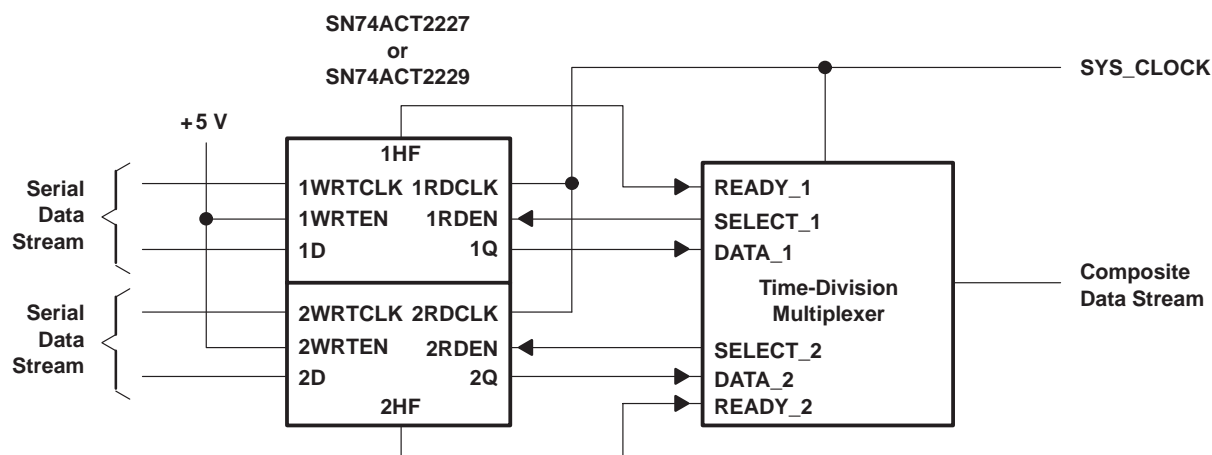 SN74ACT2227
or
SN74ACT2229
SYS_CLOCK
+5 V
1HF
Serial
Data
Stream
1WRTCLK 1RDCLK
1WRTEN 1RDEN
1D 1Q
READY_1
SELECT_1
DATA_1
Time-Division
Multiplexer
Composite
Data Stream
Serial
Data
Stream
2WRTCLK 2RDCLK
2WRTEN 2RDEN
2D 2Q
2HF
SELECT_2
DATA_2
READY_2